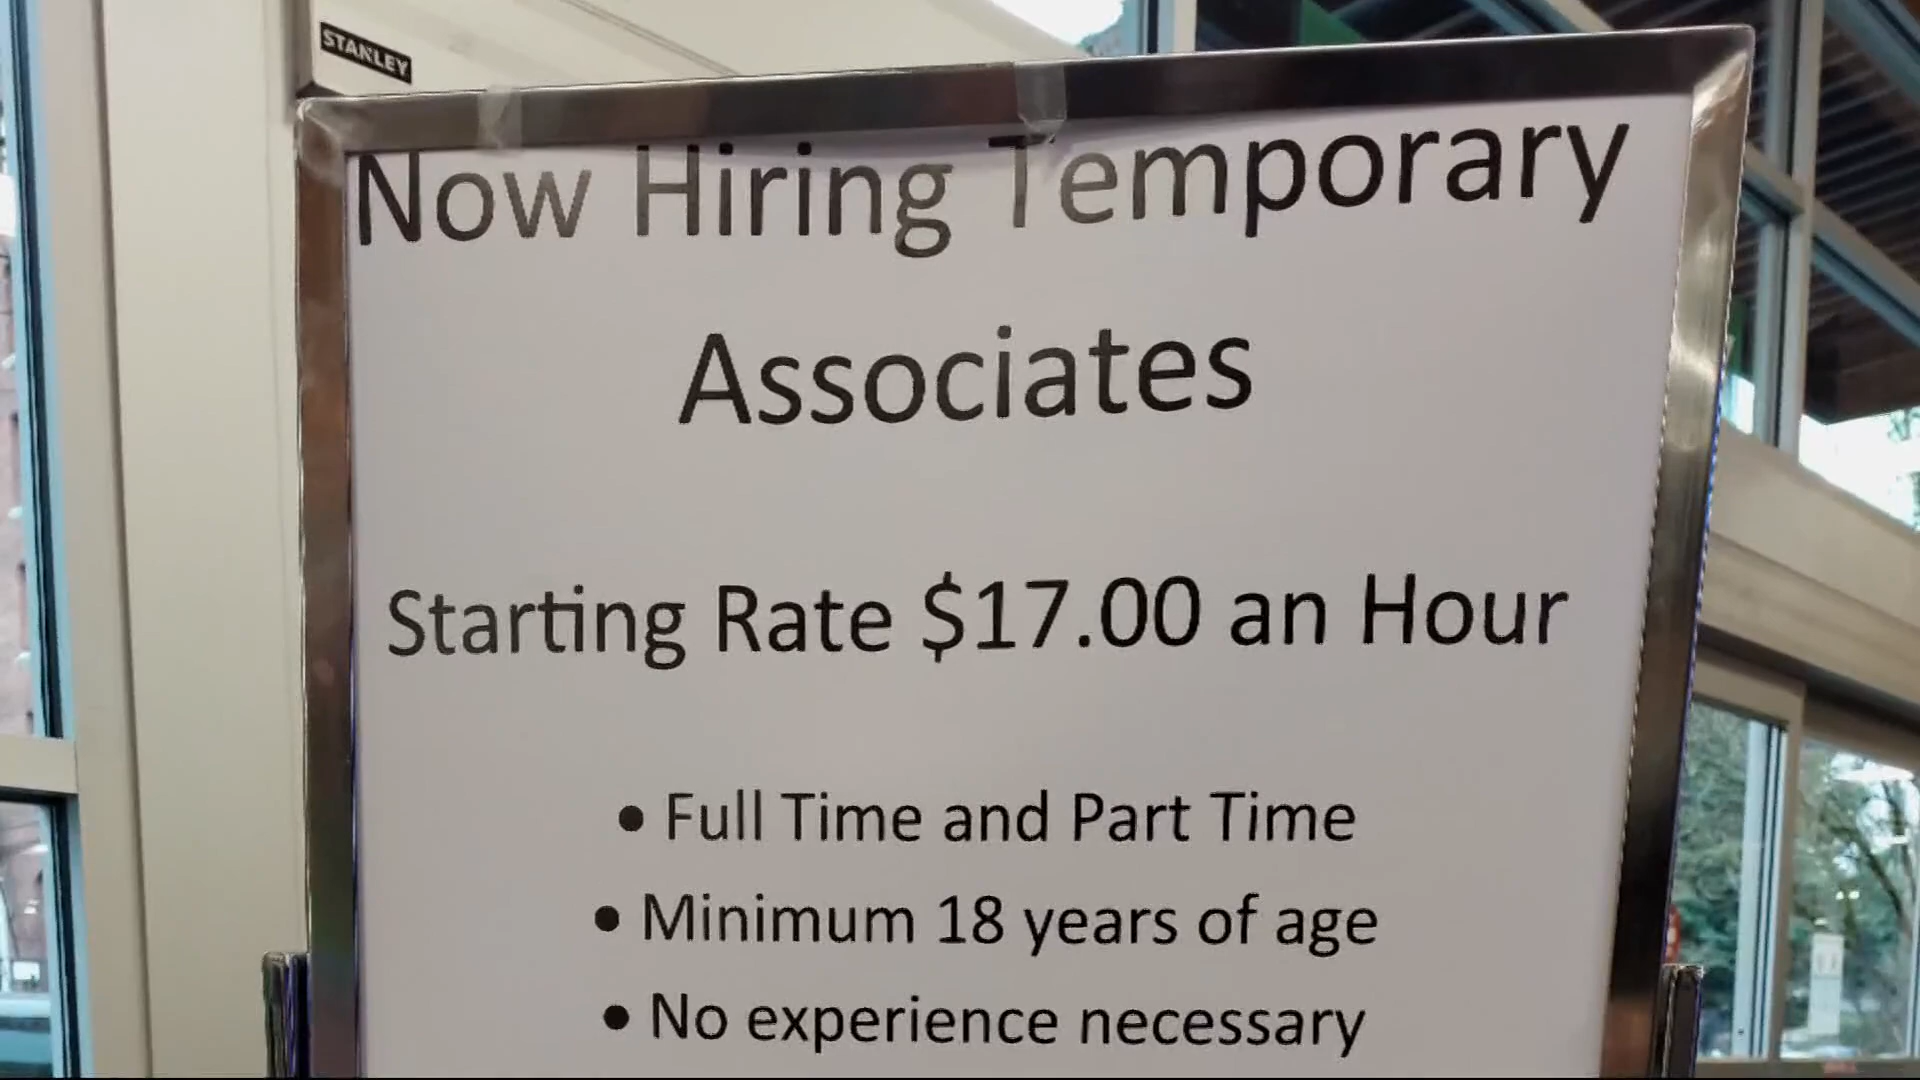 STANLEY
Now Hiring Temporary
Associates
Starting Rate $17.00 an Hour
• Full Time and Part Time
• Minimum 18 years of age
• No experience necessary